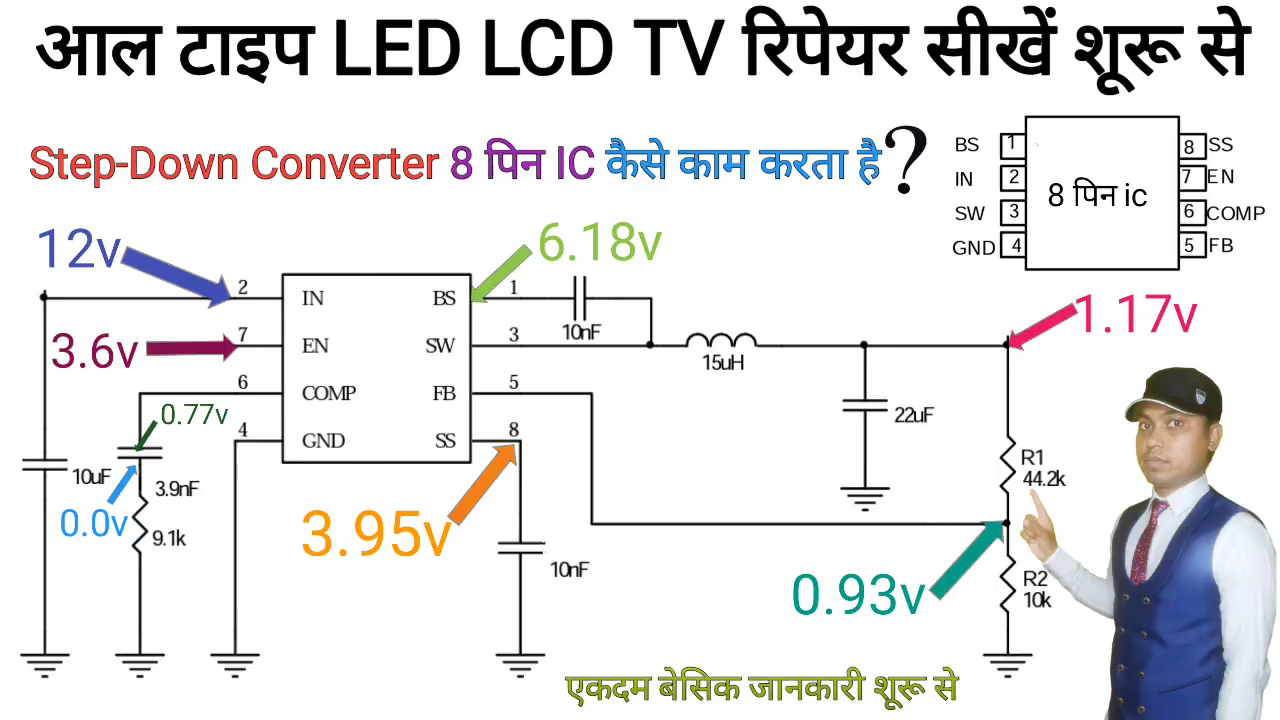 आल टाइप LED LCD TV रिपेयर सीखें शूरू से
Step-Down Converter 8 पिन IC कैसे काम करता है?
BS 1 8 SS
IN 2 7 EN
8 पिन ic
SW 3 6 COMP
GND 4 5 FB
12v
6.18v
1.17v
3.6v
2 IN BS 1
10nF
7 EN SW 3
15uH
6 COMP FB 5
0.77v
22uF
4 GND SS 8
R1
44.2k
10uF
3.9nF
0.0v
9.1k
3.95v
10nF
0.93v
R2
10k
एकदम बेसिक जानकारी शूरू से